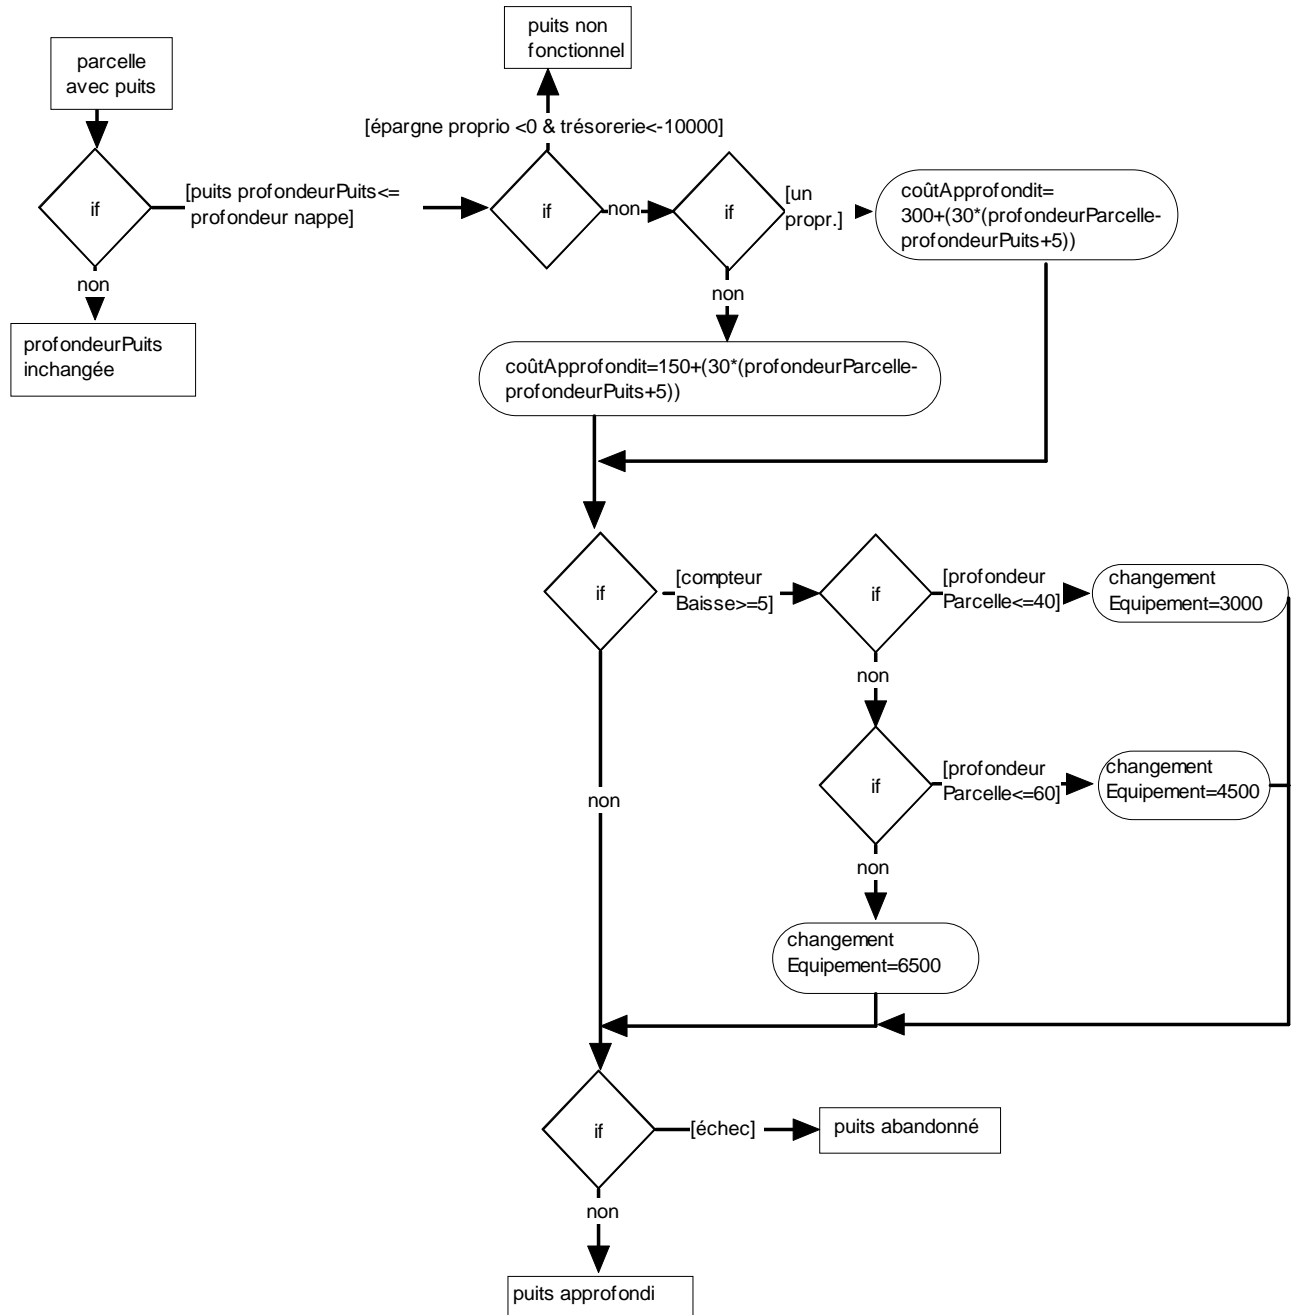 puits non
fonctionnel
parcelle
avec puits
[épargne proprio <0 & trésorerie<-10000]
if
[puits profondeurPuits<=
profondeur nappe]
if
non
if
[un
propr.]
coûtApprofondit=
300+(30*(profondeurParcelle-
profondeurPuits+5))
non
non
profondeurPuits
inchangée
coûtApprofondit=150+(30*(profondeurParcelle-
profondeurPuits+5))
if
[compteur
Baisse>=5]
if
[profondeur
Parcelle<=40]
changement
Equipement=3000
non
non
if
[profondeur
Parcelle<=60]
changement
Equipement=4500
non
changement
Equipement=6500
if
[échec]
puits abandonné
non
puits approfondi